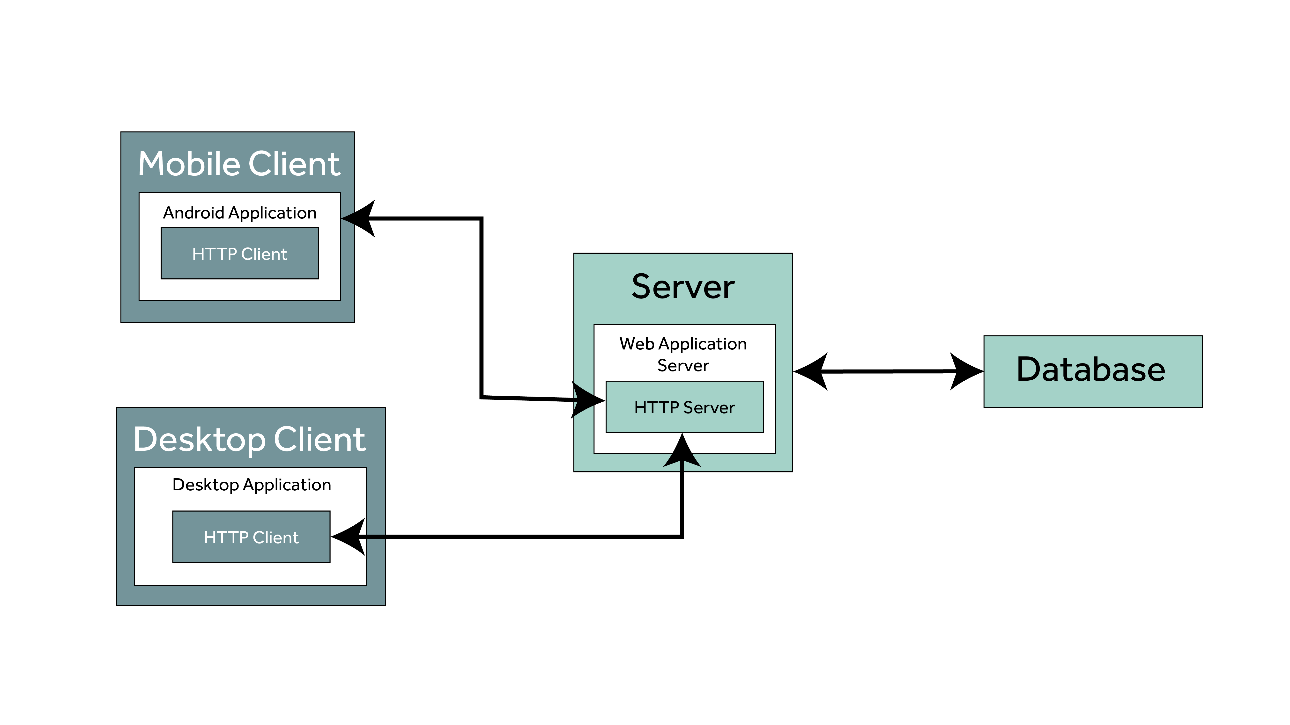 Mobile Client
Android Application
HTTP Client
Server
Web Application
Server
HTTP Server
Database
Desktop Client
Desktop Application
HTTP Client